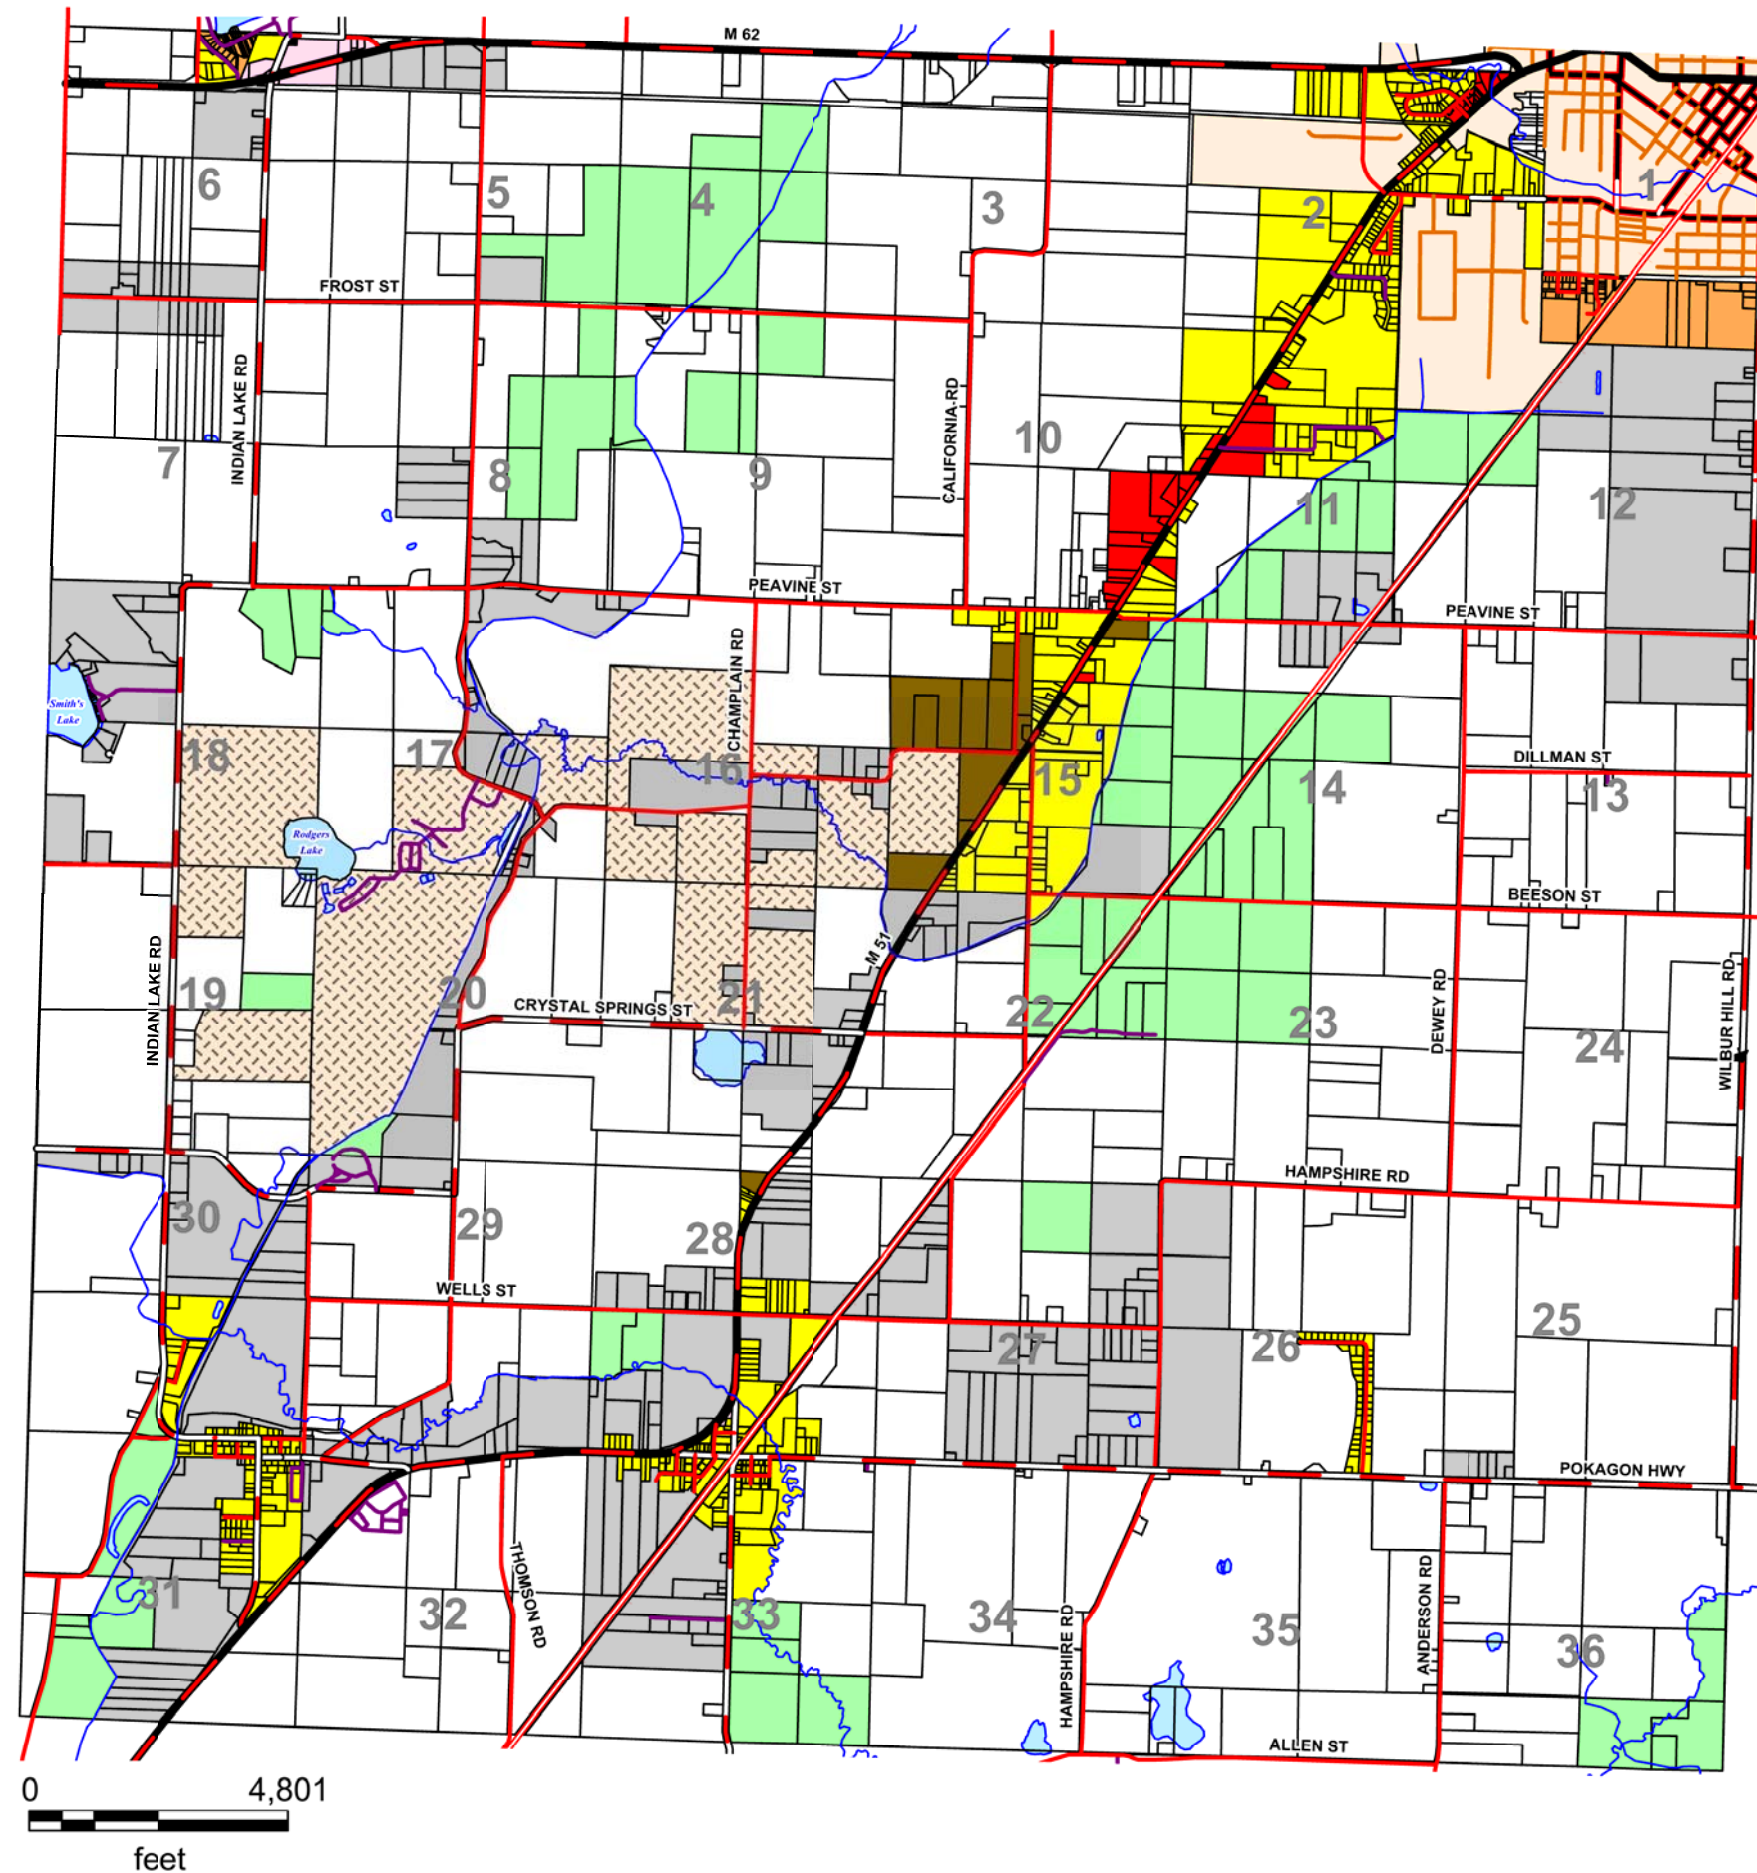 M 62
6
5
4
3
2
1
FROST ST
INDIAN LAKE RD
CALIFORNIA RD
7
8
9
10
11
12
PEAVINE ST
PEAVINE ST
CHAMPLAIN RD
Smith's
Lake
18
17
16
15
14
13
DILLMAN ST
Rodgers
Lake
BEESON ST
M 51
INDIAN LAKE RD
19
20
CRYSTAL SPRINGS ST
21
22
23
DEWEY RD
24
WILBUR HILL RD
HAMPSHIRE RD
30
29
28
WELLS ST
27
26
25
POKAGON HWY
31
32
THOMSON RD
33
34
HAMPSHIRE RD
35
ANDERSON RD
36
ALLEN ST
0 4,801
feet